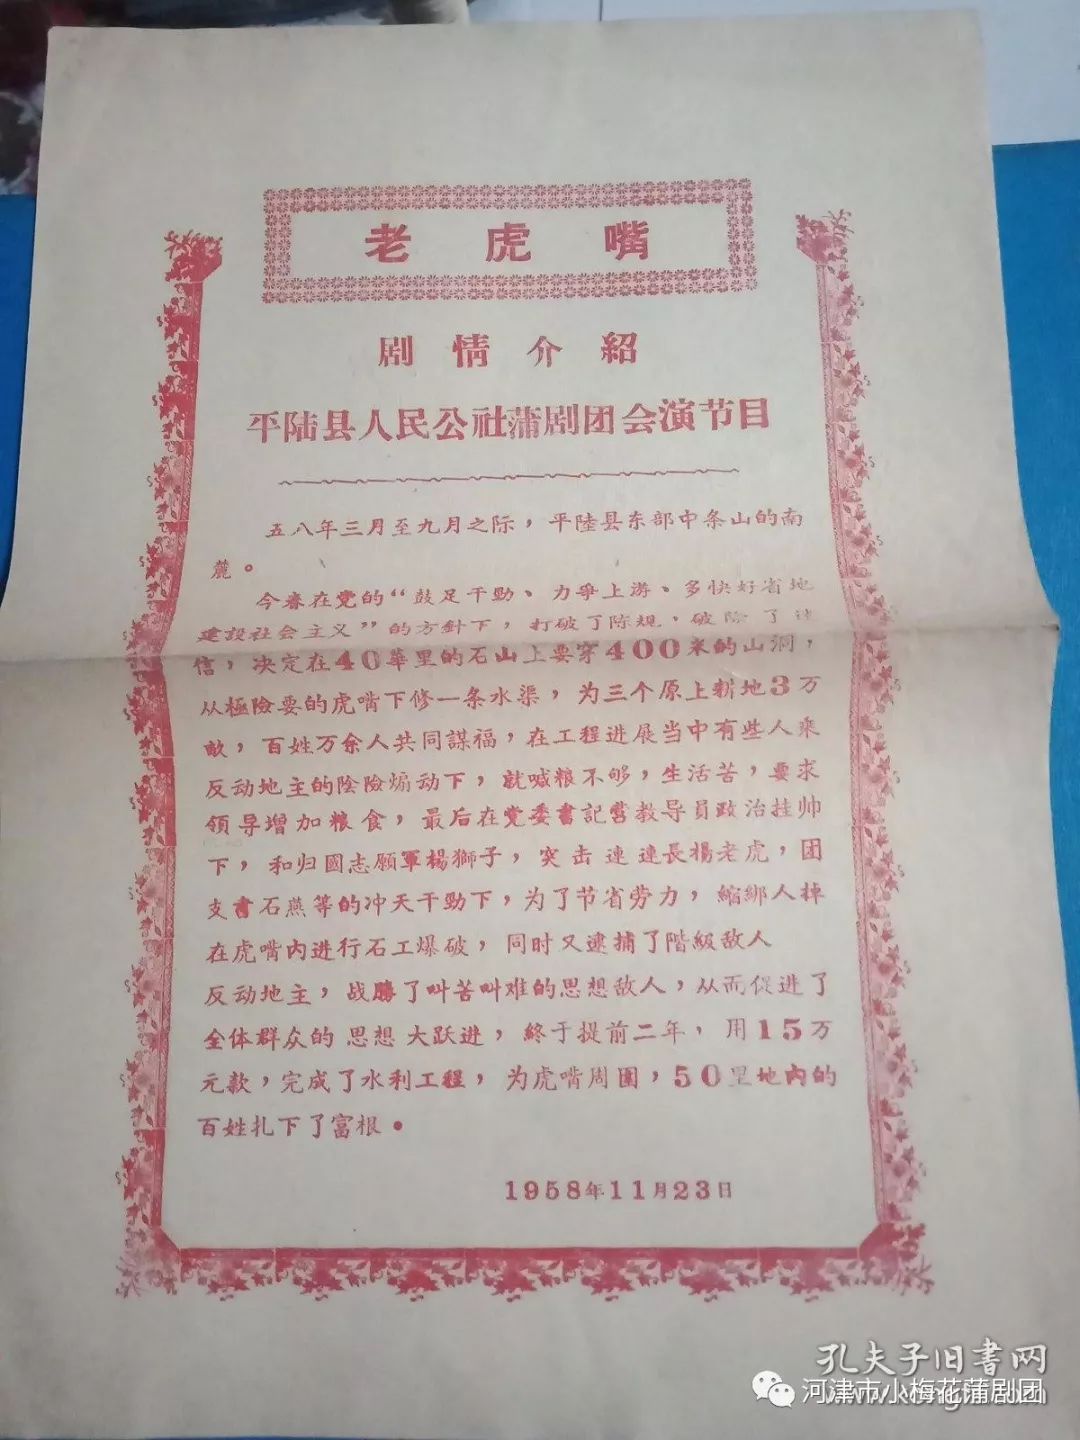 老虎嘴
剧情介紹
平陆县人民公社蒲剧团会演节目
五八年三月至九月之际，平陸县东部中条山的南
麓。
今春在党的“鼓足干勁、力爭上游、多快好省地
建設社会主义”的方針下，打破了陈規，破除了迷
信，决定在40華里的石山上要穿400米的山洞，
从極險要的虎嘴下修一条水渠，为三个原上耕地3万
畝，百姓万余人共同謀福，在工程进展当中有些人乘
反动地主的陰險煽动下，就喊粮不够，生活苦，要求
領导增加粮食，最后在党委書記营教导員政治挂帅
下，和归國志願軍楊獅子，突击連連長楊老虎，团
支書石燕等的冲天干勁下，为了节省劳力，縮綁人掉
在虎嘴內进行石工爆破，同时又逮捕了階級敌人
反动地主，战勝了叫苦叫难的思想敌人，从而促进了
全体群众的思想大跃进，終于提前二年，用15万
元款，完成了水利工程，为虎嘴周圍，50里地內的
百姓扎下了富根。
1958年11月23日
孔夫子旧書网
河津市小梅花蒲剧团